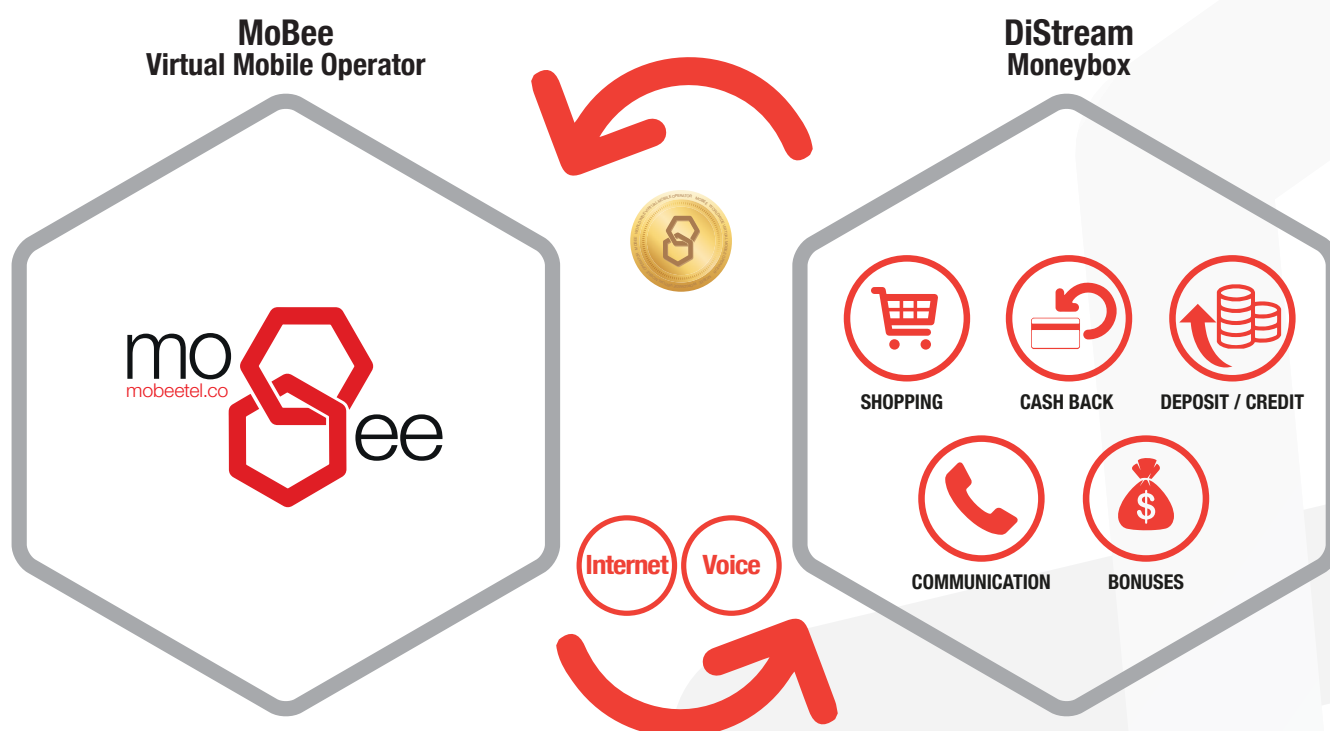 MoBee
Virtual Mobile Operator
DiStream
Moneybox
mo
mobeetel.co
ee
SHOPPING
CASH BACK
DEPOSIT / CREDIT
Internet
Voice
$
COMMUNICATION
BONUSES